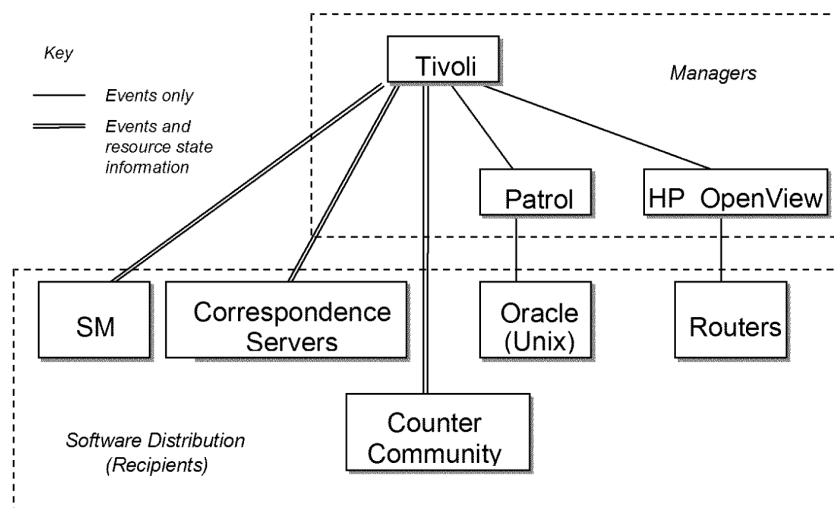 Key
Events only
Events and
resource state
information
Tivoli
Managers
Patrol
HP OpenView
SM
Correspondence
Servers
Oracle
(Unix)
Routers
Counter
Community
Software Distribution
(Recipients)